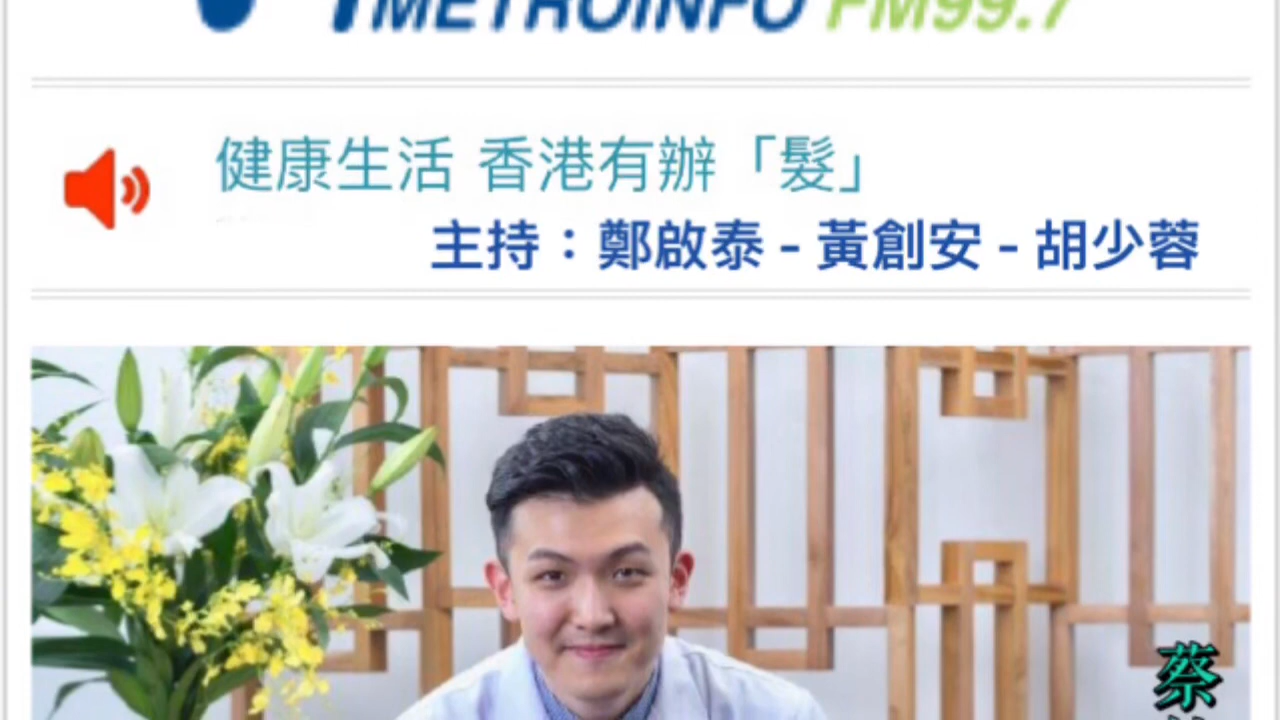 METROINFO FM99.7
健康生活 香港有辦「髮」
主持：鄭啟泰 - 黃創安 - 胡少蓉
蔡